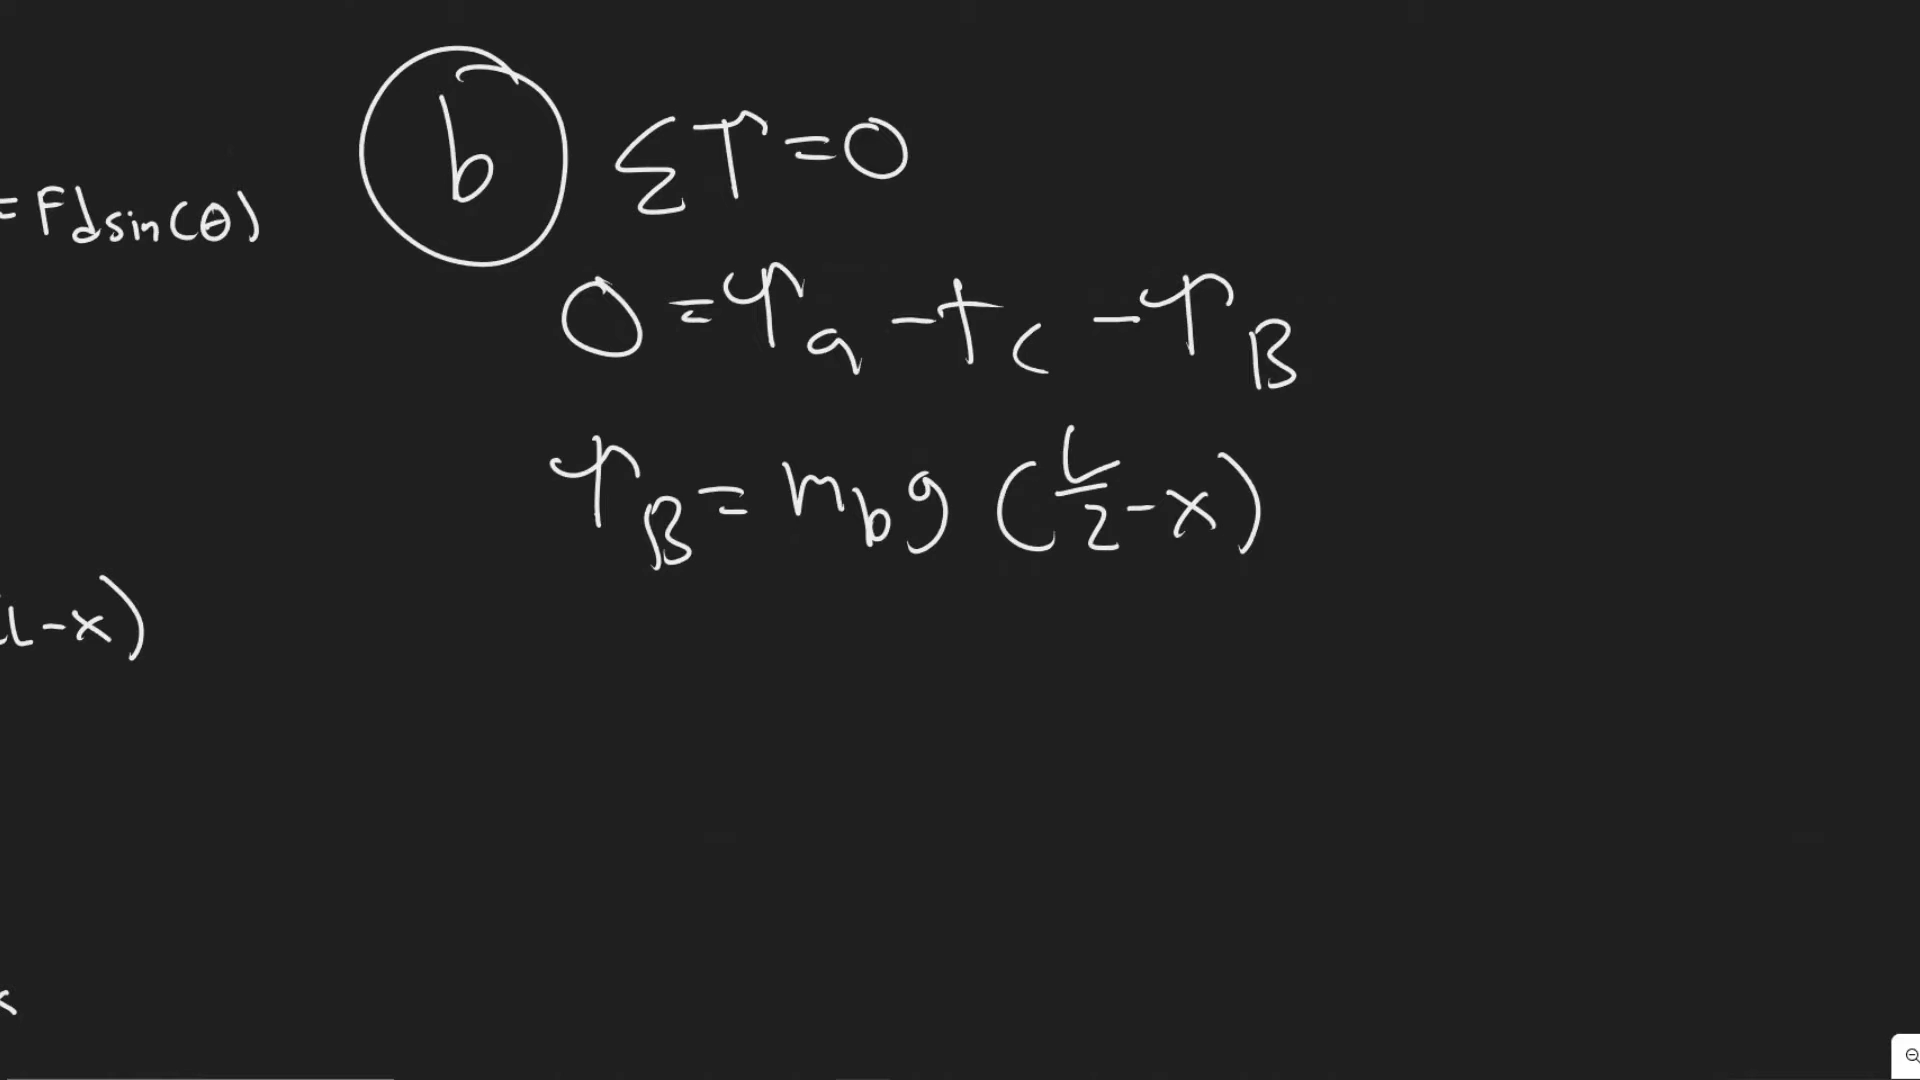 = Fdsin(θ)
(L-x)
b
Στ=0
0 = τa - τc - τB
τB = mbg (L/2 - x)